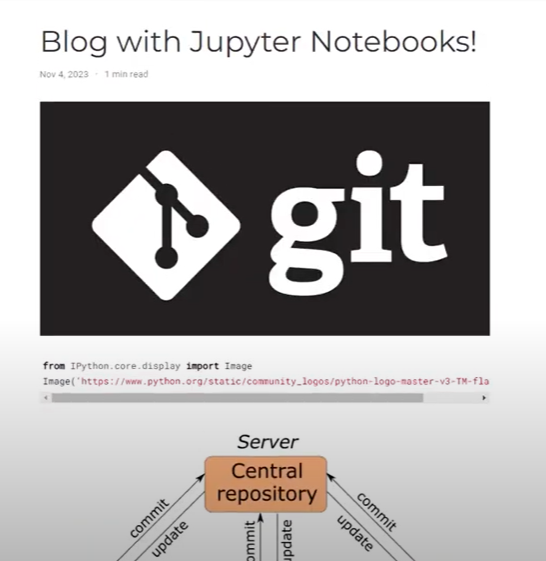 Blog with Jupyter Notebooks!
Nov 4, 2023 · 1 min read
git
from IPython.core.display import Image
Image('https://www.python.org/static/community_logos/python-logo-master-v3-TM-fla
Server
Central
repository
commit
update
ommit
update
commit
update